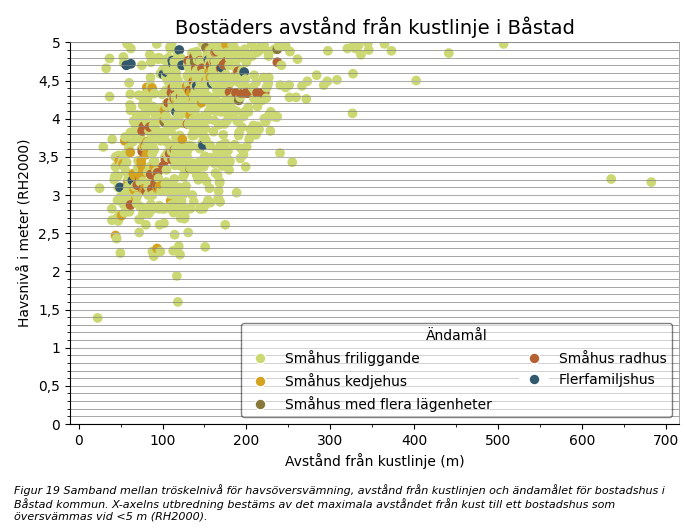 Bostäders avstånd från kustlinje i Båstad
Havsnivå i meter (RH2000)
5
4,5
4
3,5
3
2,5
2
1,5
1
0,5
0
Ändamål
Småhus friliggande
Småhus kedjehus
Småhus med flera lägenheter
Småhus radhus
Flerfamiljshus
0 100 200 300 400 500 600 700
Avstånd från kustlinje (m)
Figur 19 Samband mellan tröskelnivå för havsöversvämning, avstånd från kustlinjen och ändamålet för bostadshus i
Båstad kommun. X-axelns utbredning bestäms av det maximala avståndet från kust till ett bostadshus som
översvämmas vid <5 m (RH2000).